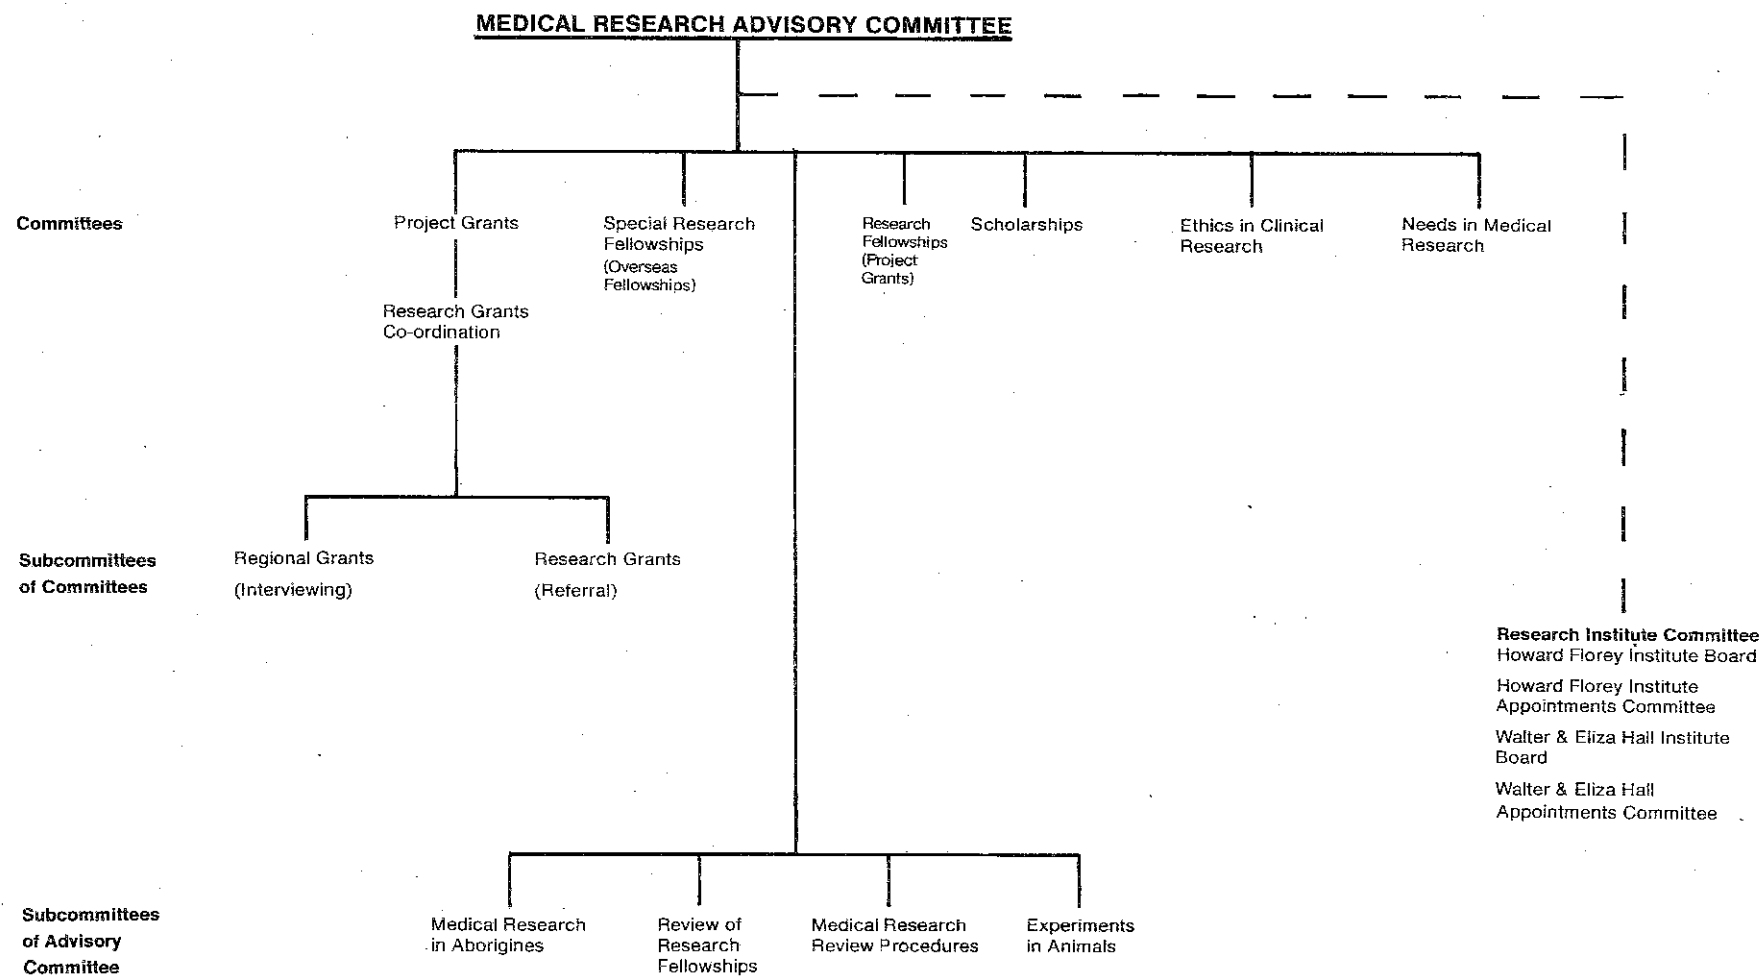 MEDICAL RESEARCH ADVISORY COMMITTEE
Committees
Project Grants
Special Research
Fellowships
(Overseas
Fellowships)
Research
Fellowships
(Project
Grants)
Scholarships
Ethics in Clinical
Research
Needs in Medical
Research
Research Grants
Co-ordination
Subcommittees
of Committees
Regional Grants
(Interviewing)
Research Grants
(Referral)
Research Institute Committee
Howard Florey Institute Board
Howard Florey Institute
Appointments Committee
Walter & Eliza Hall Institute
Board
Walter & Eliza Hall
Appointments Committee
Subcommittees
of Advisory
Committee
Medical Research
in Aborigines
Review of
Research
Fellowships
Medical Research
Review Procedures
Experiments
in Animals